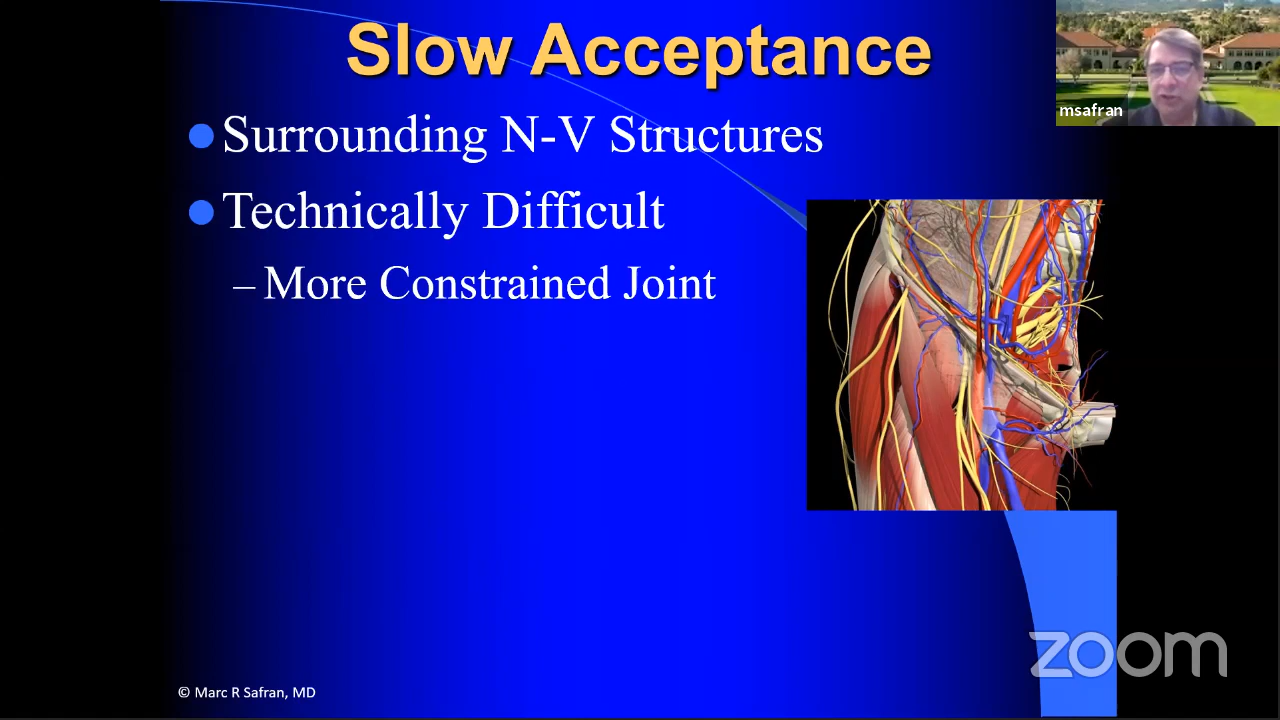 Slow Acceptance
msafran
Surrounding N-V Structures
Technically Difficult
– More Constrained Joint
© Marc R Safran, MD
zoom